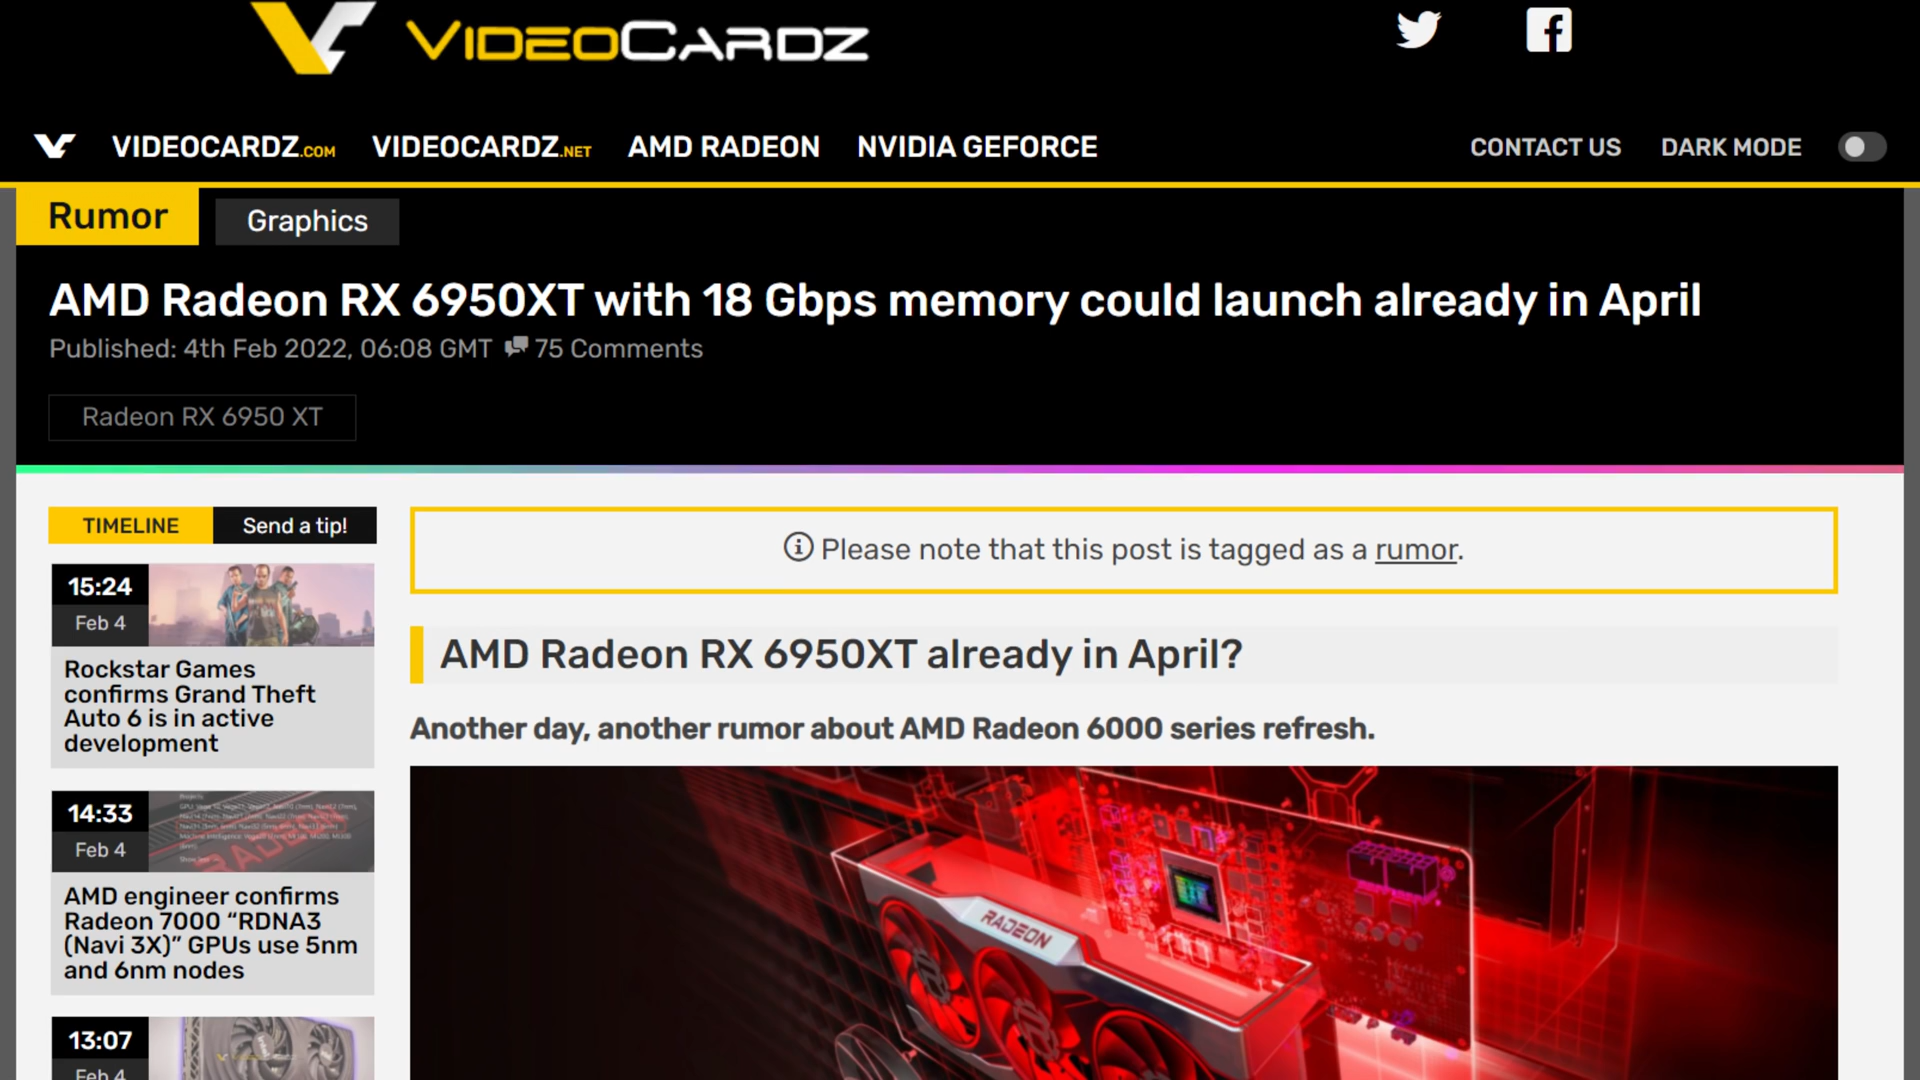 VIDEOCARDZ
VIDEOCARDZ.COM VIDEOCARDZ.NET AMD RADEON NVIDIA GEFORCE CONTACT US DARK MODE
Rumor Graphics
AMD Radeon RX 6950XT with 18 Gbps memory could launch already in April
Published: 4th Feb 2022, 06:08 GMT 75 Comments
Radeon RX 6950 XT
TIMELINE Send a tip!
15:24
Feb 4
Rockstar Games
confirms Grand Theft
Auto 6 is in active
development
14:33
Feb 4
AMD engineer confirms
Radeon 7000 “RDNA3
(Navi 3X)” GPUs use 5nm
and 6nm nodes
13:07
Feb 4
Please note that this post is tagged as a rumor.
AMD Radeon RX 6950XT already in April?
Another day, another rumor about AMD Radeon 6000 series refresh.
RADEON